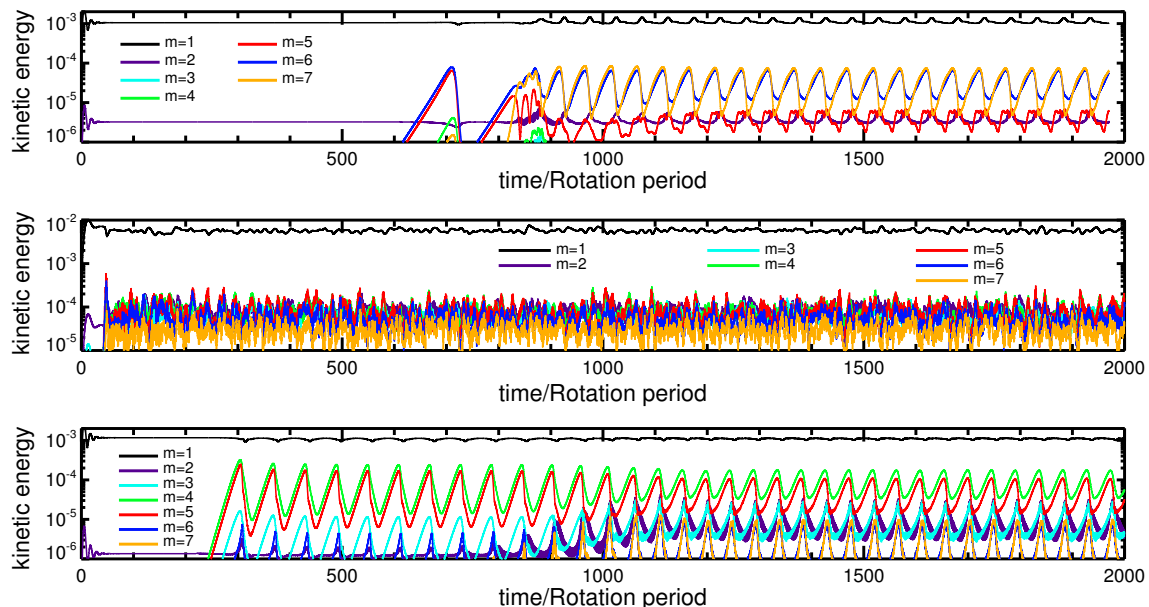 kinetic energy
10^-3
10^-4
10^-5
10^-6
m=1 m=5
m=2 m=6
m=3 m=7
m=4
0 500 1000 1500 2000
time/Rotation period
kinetic energy
10^-2
10^-3
10^-4
10^-5
m=1 m=3 m=5
m=2 m=4 m=6
m=7
0 500 1000 1500 2000
time/Rotation period
kinetic energy
10^-3
10^-4
10^-5
10^-6
m=1
m=2
m=3
m=4
m=5
m=6
m=7
0 500 1000 1500 2000
time/Rotation period